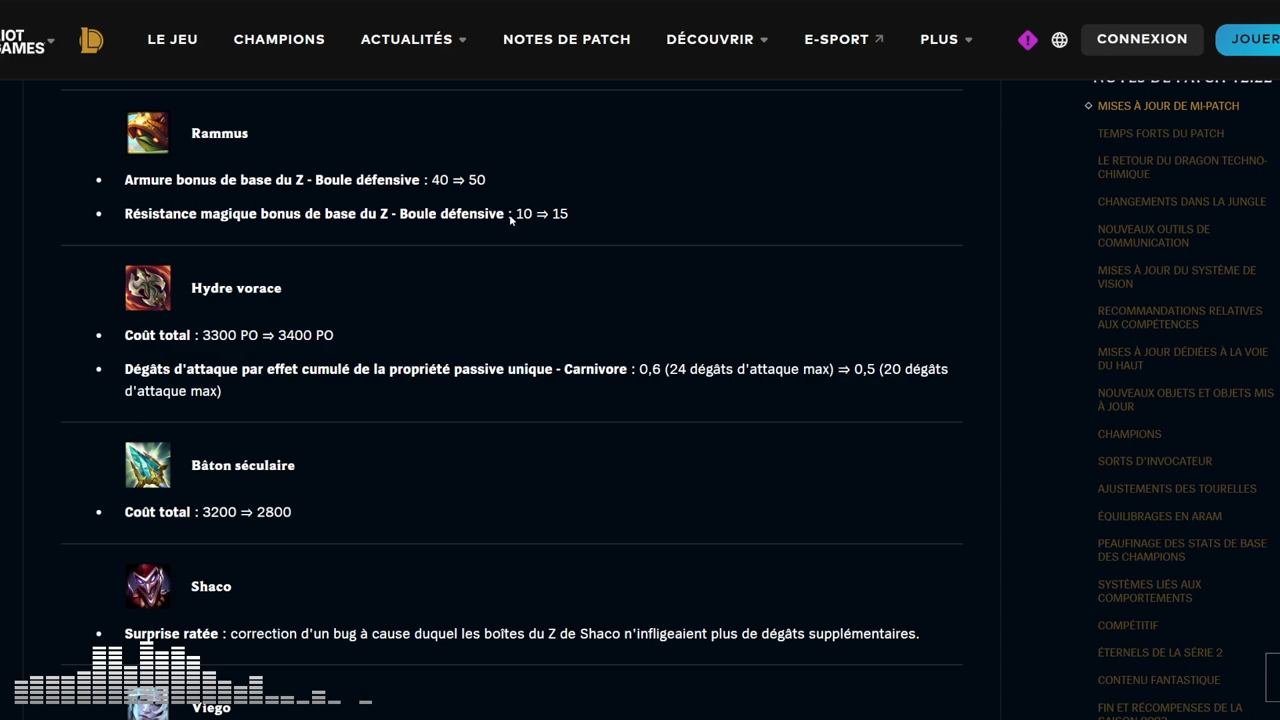 IOT
GAMES
LE JEU
CHAMPIONS
ACTUALITÉS
NOTES DE PATCH
DÉCOUVRIR
E-SPORT
PLUS
CONNEXION
JOUER
Rammus
• Armure bonus de base du Z - Boule défensive : 40 ⇒ 50
• Résistance magique bonus de base du Z - Boule défensive : 10 ⇒ 15
Hydre vorace
• Coût total : 3300 PO ⇒ 3400 PO
• Dégâts d'attaque par effet cumulé de la propriété passive unique - Carnivore : 0,6 (24 dégâts d'attaque max) ⇒ 0,5 (20 dégâts
d'attaque max)
Bâton séculaire
• Coût total : 3200 ⇒ 2800
Shaco
• Surprise ratée : correction d'un bug à cause duquel les boîtes du Z de Shaco n'infligeaient plus de dégâts supplémentaires.
Viego
NOTES DE PATCH 12.22
MISES À JOUR DE MI-PATCH
TEMPS FORTS DU PATCH
LE RETOUR DU DRAGON TECHNO-
CHIMIQUE
CHANGEMENTS DANS LA JUNGLE
NOUVEAUX OUTILS DE
COMMUNICATION
MISES À JOUR DU SYSTÈME DE
VISION
RECOMMANDATIONS RELATIVES
AUX COMPÉTENCES
MISES À JOUR DÉDIÉES À LA VOIE
DU HAUT
NOUVEAUX OBJETS ET OBJETS MIS
À JOUR
CHAMPIONS
SORTS D'INVOCATEUR
AJUSTEMENTS DES TOURELLES
ÉQUILIBRAGES EN ARAM
PEAUFINAGE DES STATS DE BASE
DES CHAMPIONS
SYSTÈMES LIÉS AUX
COMPORTEMENTS
COMPÉTITIF
ÉTERNELS DE LA SÉRIE 2
CONTENU FANTASTIQUE
FIN ET RÉCOMPENSES DE LA